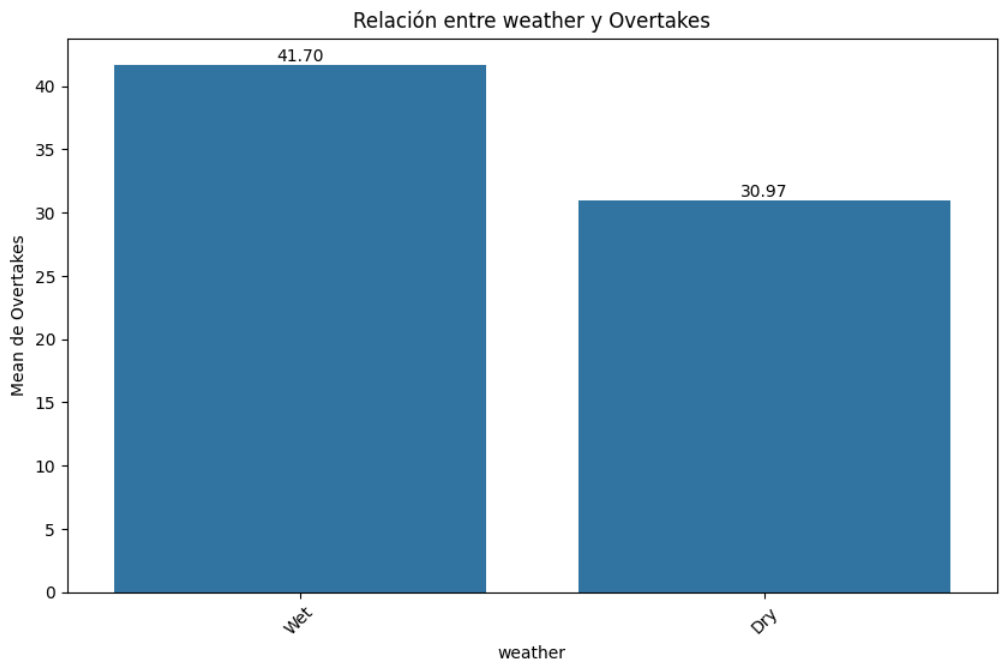 Relación entre weather y Overtakes
41.70
30.97
40
35
30
25
20
15
10
5
0
Mean de Overtakes
Wet
Dry
weather